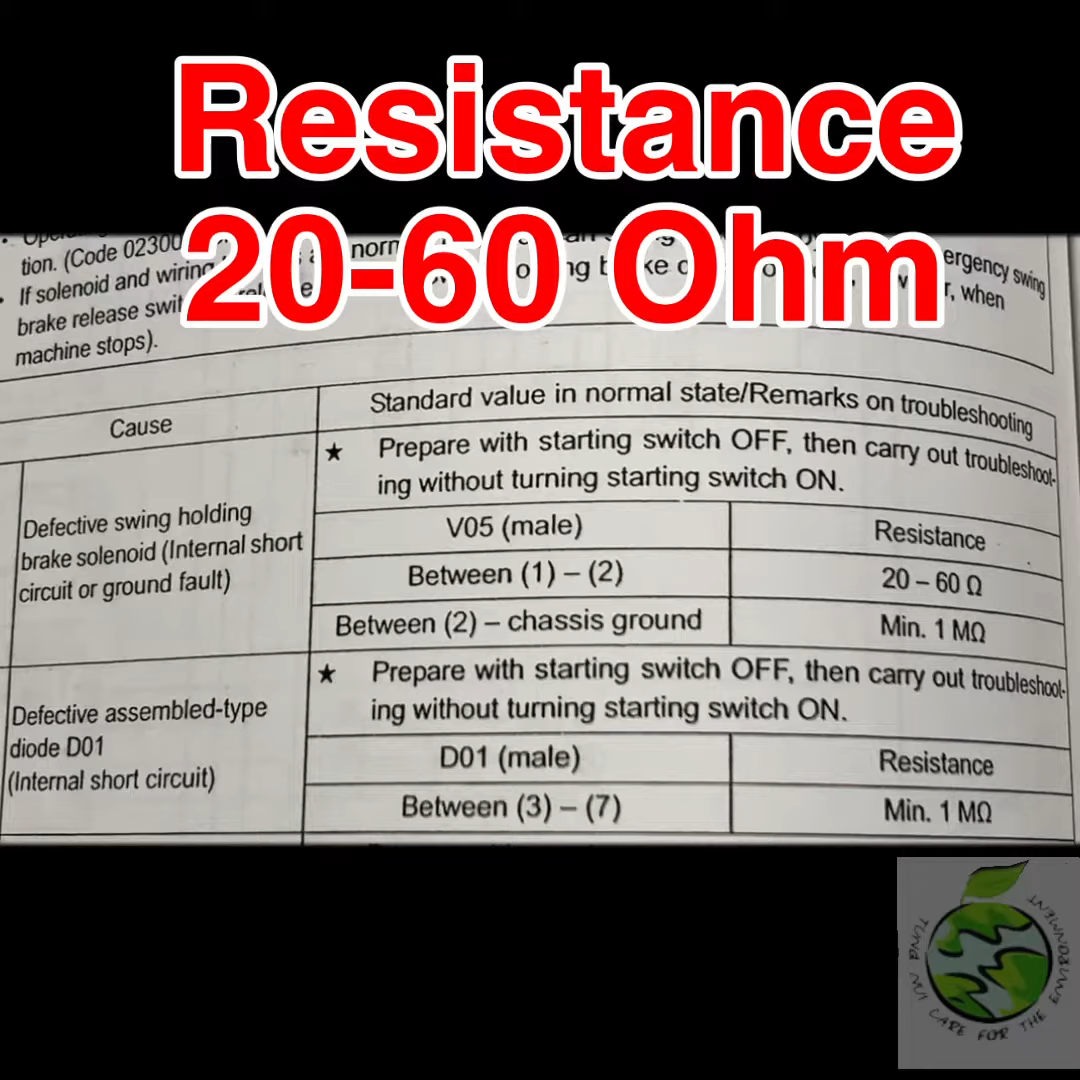 Resistance
20-60 Ohm
tion. (Code 02300
ergency swing
If solenoid and wiring
when
brake release
machine stops).
Cause
Standard value in normal state/Remarks on troubleshooting
★ Prepare with starting switch OFF, then carry out troubleshoot-
ing without turning starting switch ON.
Defective swing holding
brake solenoid (Internal short
circuit or ground fault)
V05 (male)
Resistance
Between (1) – (2)
20 – 60 Ω
Between (2) – chassis ground
Min. 1 MΩ
★ Prepare with starting switch OFF, then carry out troubleshoot-
ing without turning starting switch ON.
Defective assembled-type
diode D01
(Internal short circuit)
D01 (male)
Resistance
Between (3) – (7)
Min. 1 MΩ
CARE FOR THE ENVIRONMENT